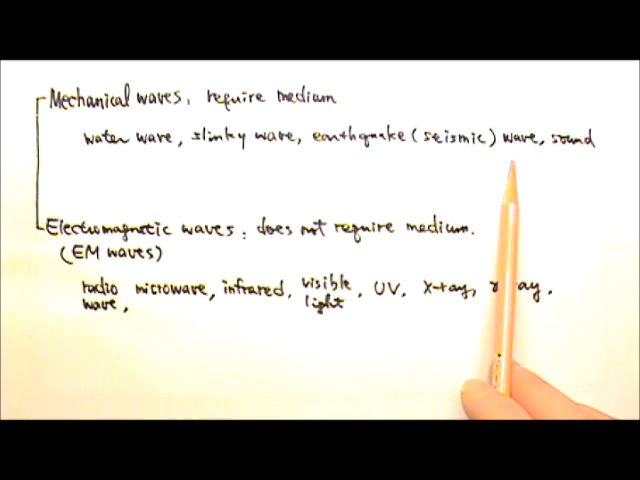 Mechanical waves, require medium
water wave, slinky wave, earthquake (seismic) wave, sound
Electromagnetic waves: does not require medium.
(EM waves)
radio microwave, infrared, visible UV, X-ray,
wave, light